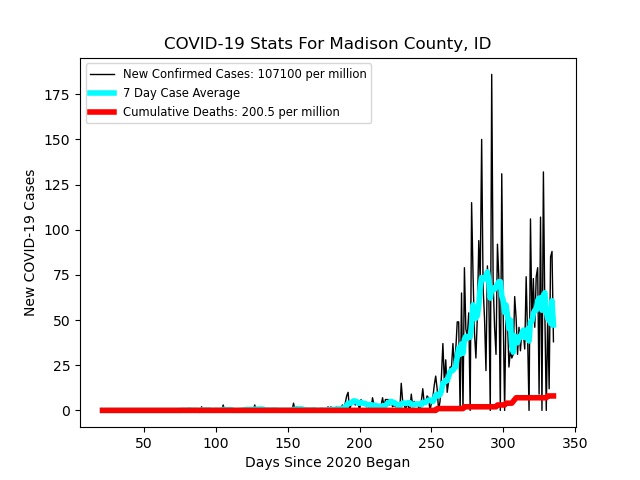 COVID-19 Stats For Madison County, ID
New Confirmed Cases: 107100 per million
7 Day Case Average
Cumulative Deaths: 200.5 per million
New COVID-19 Cases
175
150
125
100
75
50
25
0
50 100 150 200 250 300 350
Days Since 2020 Began